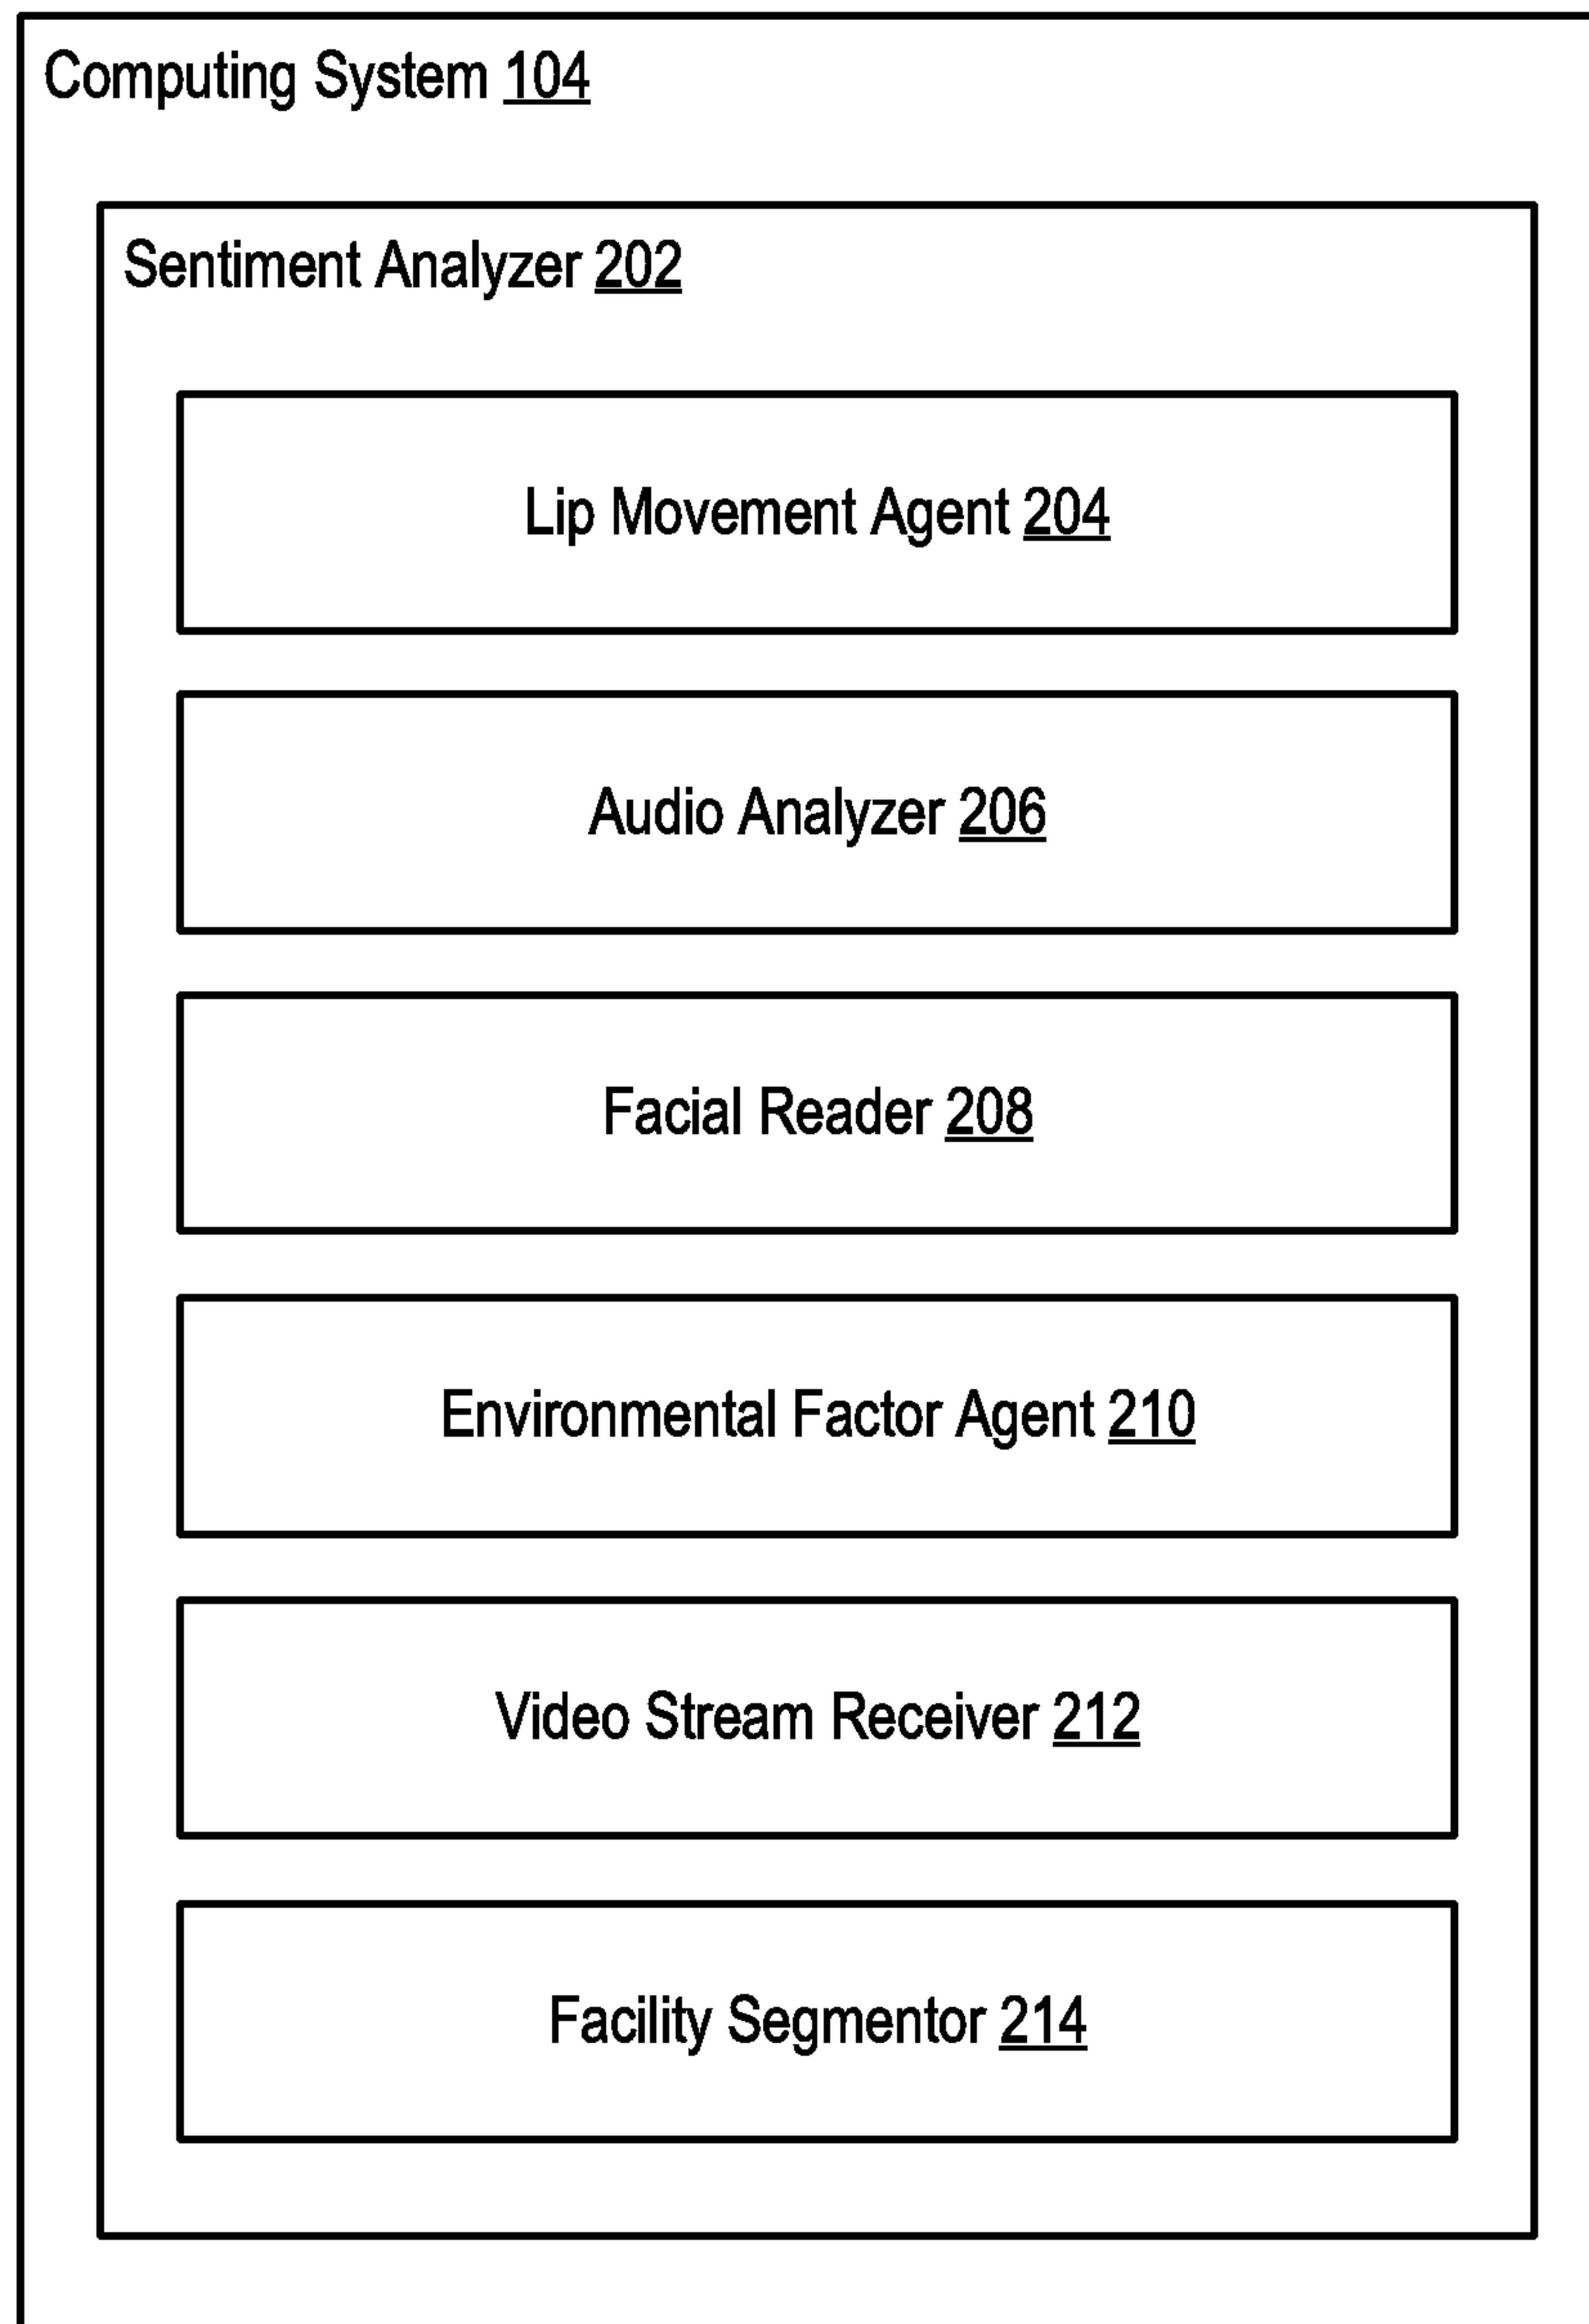 Computing System 104
Sentiment Analyzer 202
Lip Movement Agent 204
Audio Analyzer 206
Facial Reader 208
Environmental Factor Agent 210
Video Stream Receiver 212
Facility Segmentor 214